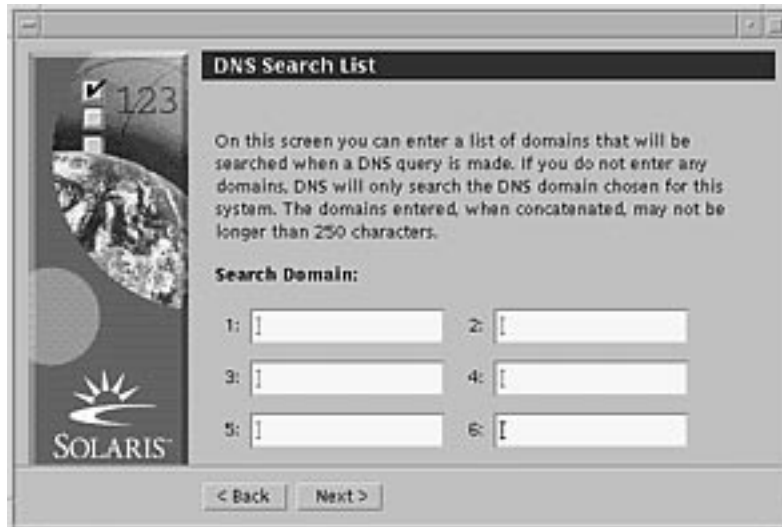 DNS Search List
123
On this screen you can enter a list of domains that will be
searched when a DNS query is made. If you do not enter any
domains, DNS will only search the DNS domain chosen for this
system. The domains entered, when concatenated, may not be
longer than 250 characters.
Search Domain:
1: 2:
3: 4:
5: 6:
SOLARIS™
< Back Next >